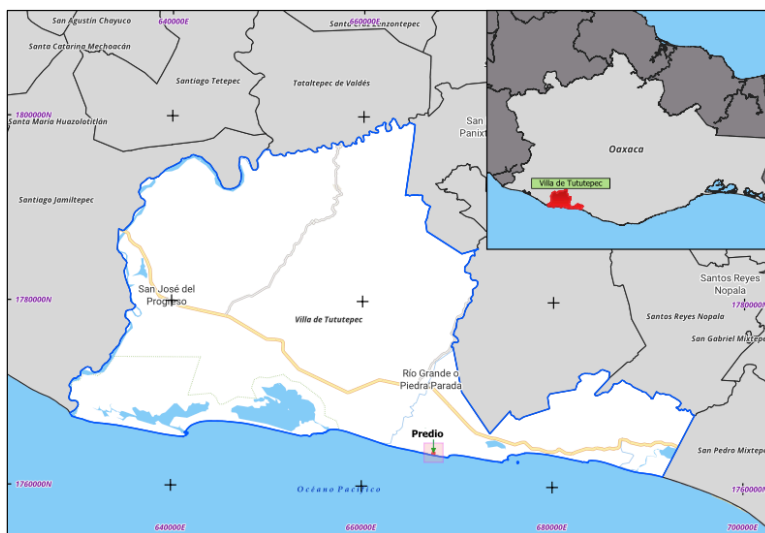 San Agustín Chayuco
640000E
660000E
Santa Cruz Zenzontepec
Santa Catarina Mechoacán
Santiago Tetepec
Tataltepec de Valdés
1800000N
Santa María Huazolotitlán
San
Panixt
Oaxaca
Villa de Tututepec
Santiago Jamiltepec
San José del
Progreso
1780000N
Santos Reyes
Nopala
1780000N
Villa de Tututepec
Santos Reyes Nopala
San Gabriel Mixtep
Río Grande o
Piedra Parada
Predio
San Pedro Mixtep
1760000N
Océano Pacífico
1760000N
640000E
660000E
680000E
700000E